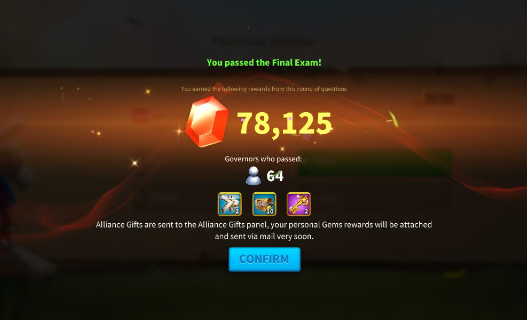 You passed the Final Exam!
You earned the following rewards from this round of questions
78,125
Governors who passed:
64
10
Alliance Gifts are sent to the Alliance Gifts panel, your personal Gems rewards will be attached
and sent via mail very soon.
CONFIRM